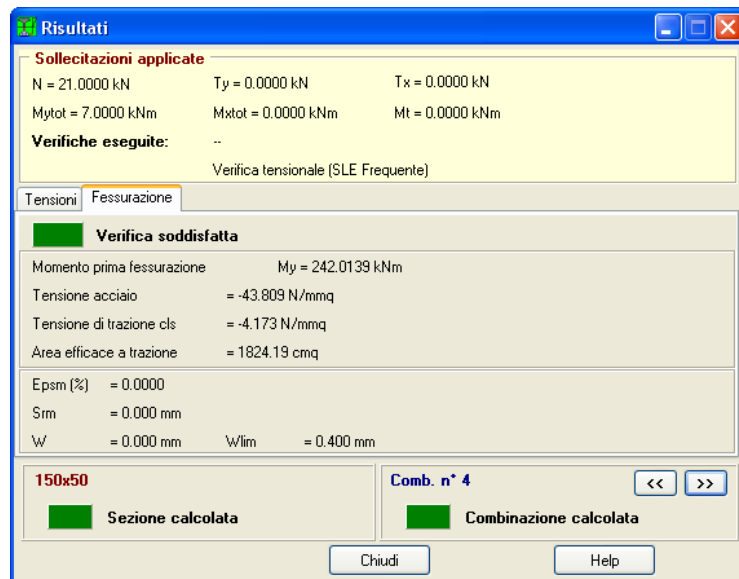 Risultati
Sollecitazioni applicate
N = 21.0000 kN Ty = 0.0000 kN Tx = 0.0000 kN
Mytot = 7.0000 kNm Mxtot = 0.0000 kNm Mt = 0.0000 kNm
Verifiche eseguite: --
Verifica tensionale (SLE Frequente)
Tensioni Fessurazione
Verifica soddisfatta
Momento prima fessurazione My = 242.0139 kNm
Tensione acciaio = -43.809 N/mmq
Tensione di trazione cls = -4.173 N/mmq
Area efficace a trazione = 1824.19 cmq
Epsm (%) = 0.0000
Srm = 0.000 mm
W = 0.000 mm Wlim = 0.400 mm
150x50 Comb. n° 4 << >>
Sezione calcolata Combinazione calcolata
Chiudi Help